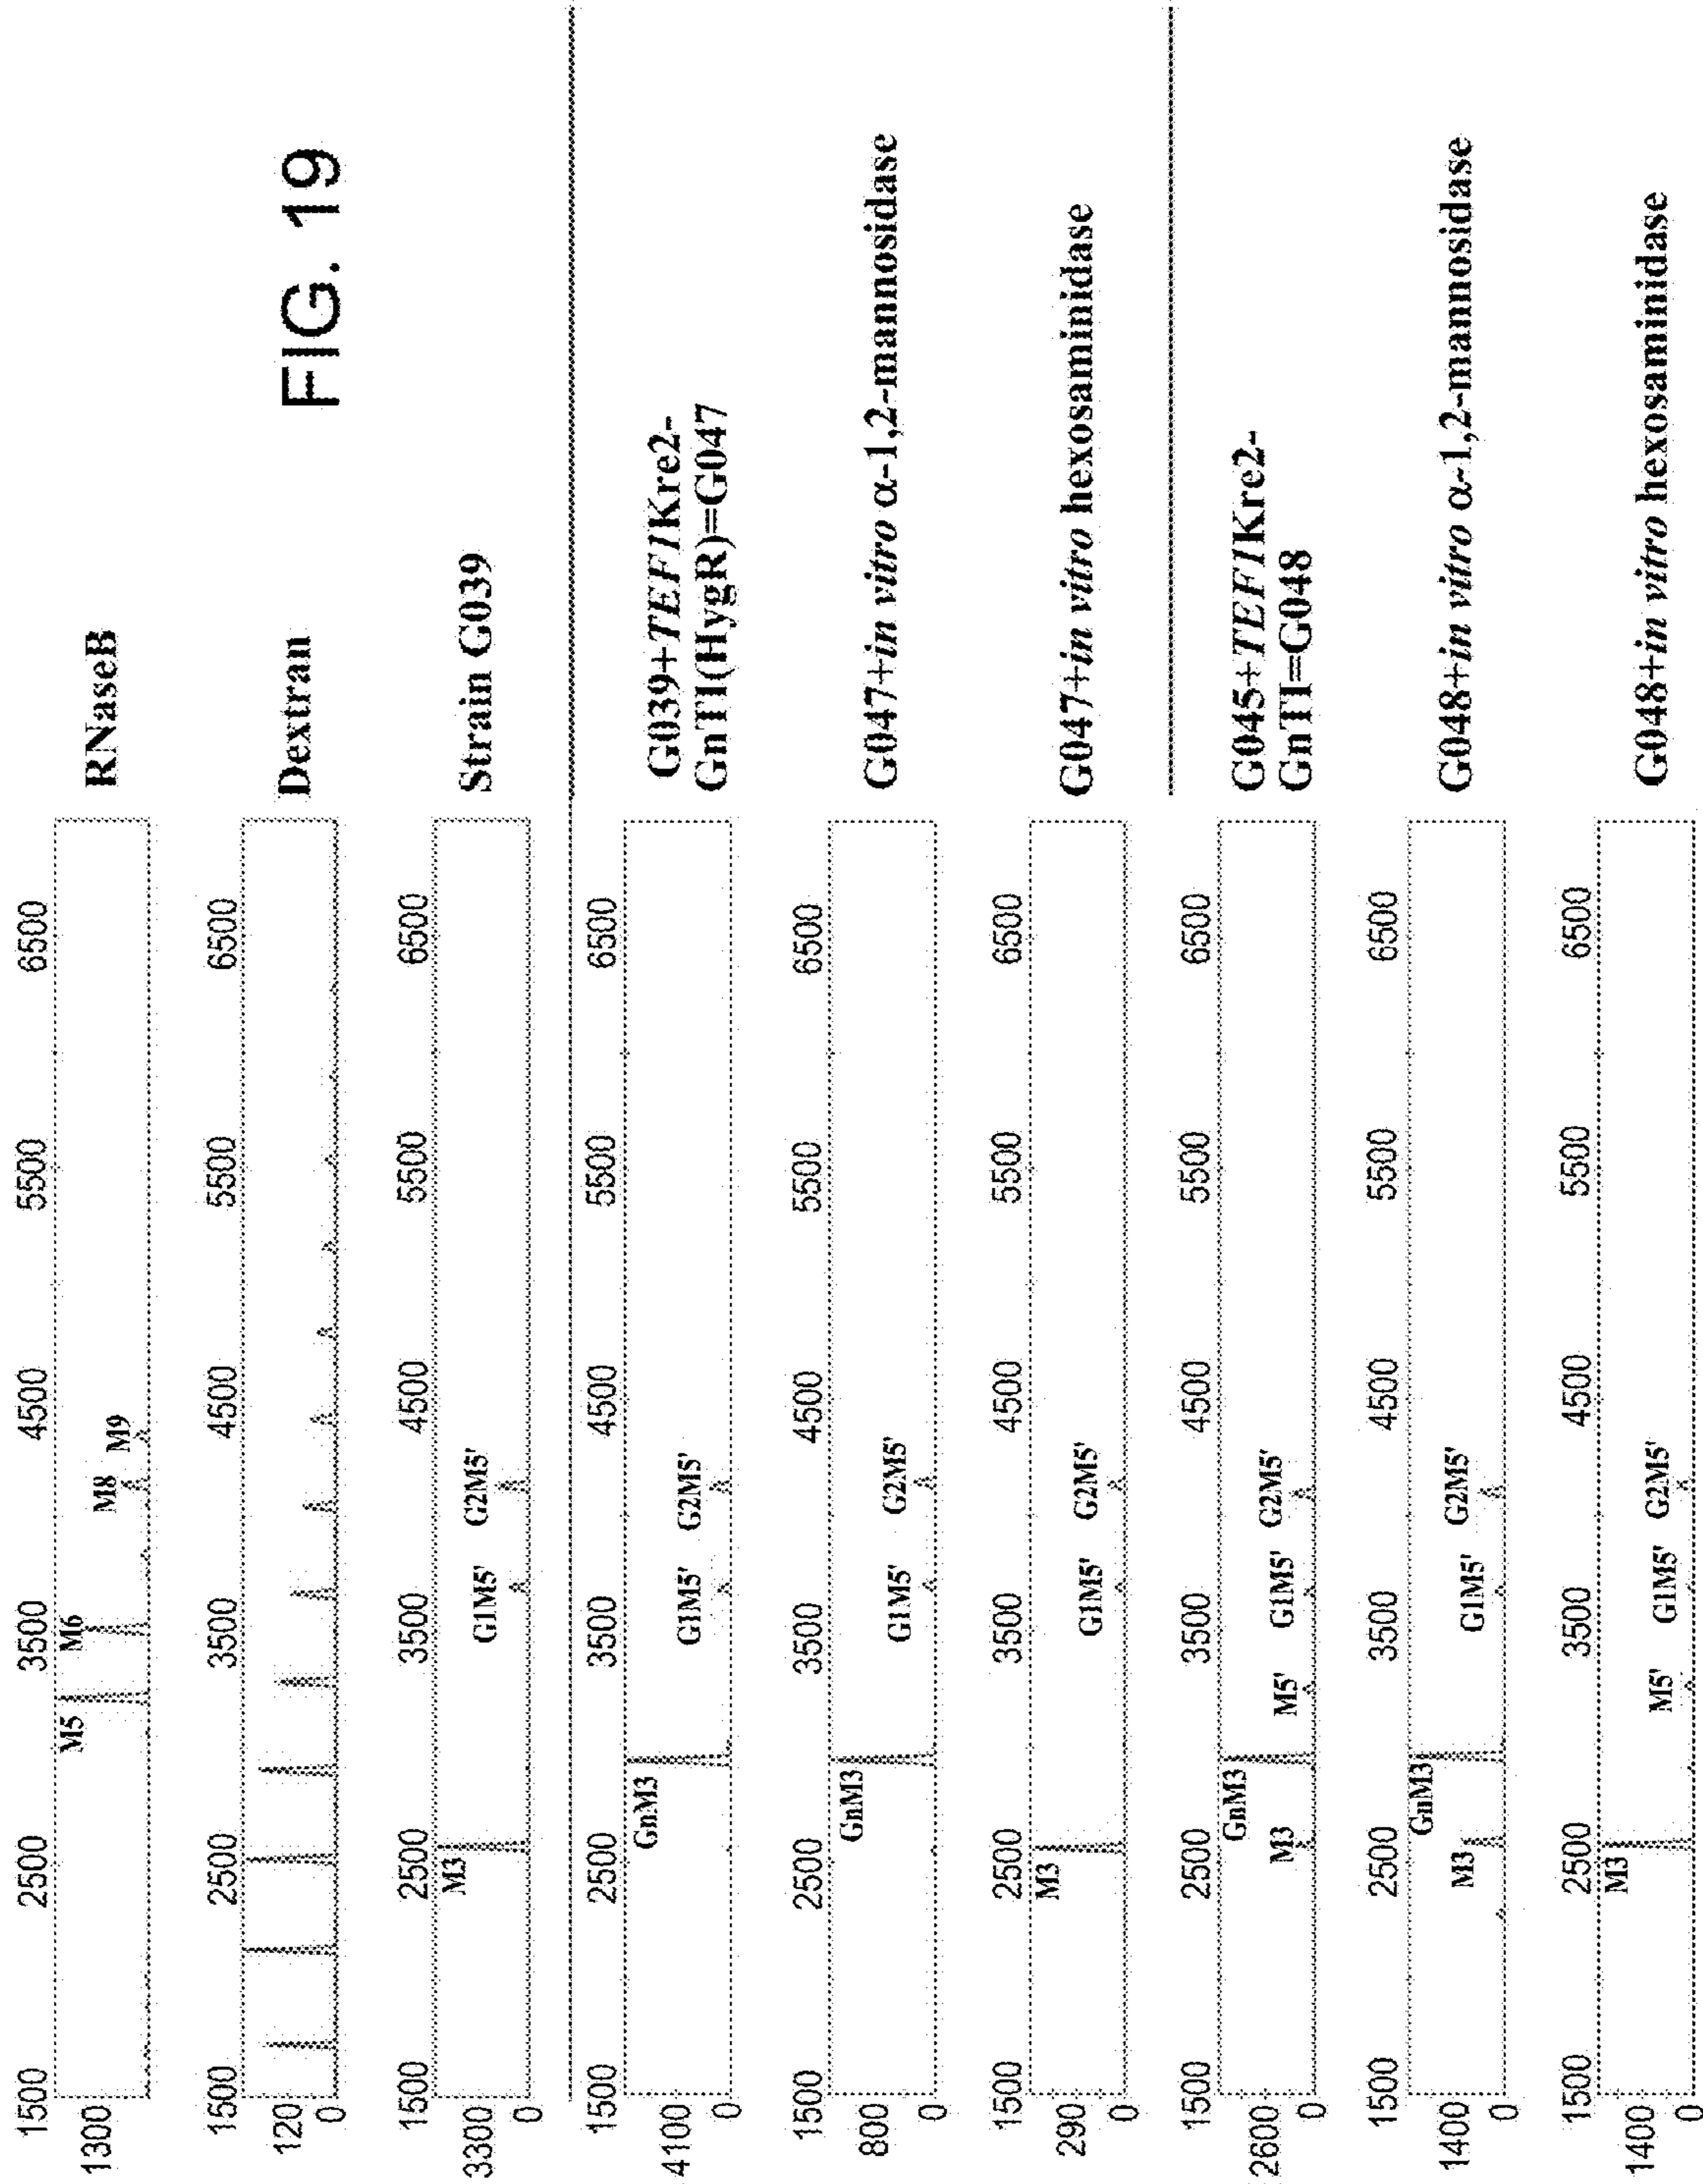 FIG. 19
1500 2500 3500 4500 5500 6500
1300
M5 M6 M8 M9
RNaseB
1500 2500 3500 4500 5500 6500
120
0
Dextran
1500 2500 3500 4500 5500 6500
3300
0
M3 G1M5' G2M5'
Strain G039
1500 2500 3500 4500 5500 6500
4100
0
GnM3 G1M5' G2M5'
G039+TEF1Kre2-
GnTI(HygR)=G047
1500 2500 3500 4500 5500 6500
800
0
GnM3 G1M5' G2M5'
G047+in vitro α-1,2-mannosidase
1500 2500 3500 4500 5500 6500
290
0
M3 G1M5' G2M5'
G047+in vitro hexosaminidase
1500 2500 3500 4500 5500 6500
2600
0
M3 GnM3 M5' G1M5' G2M5'
G045+TEF1Kre2-
GnTI=G048
1500 2500 3500 4500 5500 6500
1400
0
M3 GnM3 G1M5' G2M5'
G048+in vitro α-1,2-mannosidase
1500 2500 3500 4500 5500 6500
1400
0
M3 M5' G1M5' G2M5'
G048+in vitro hexosaminidase